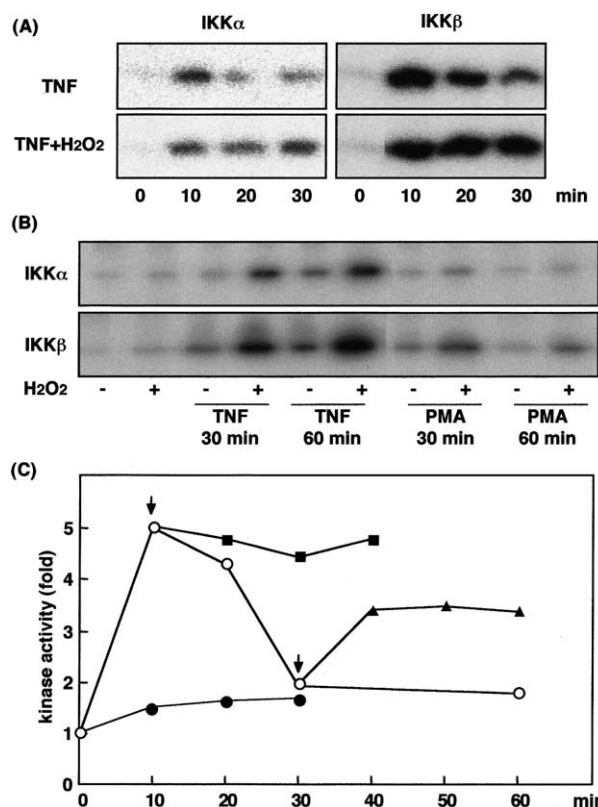 (A)
IKKα IKKβ
TNF
TNF+H2O2
0 10 20 30 0 10 20 30 min
(B)
IKKα
IKKβ
H2O2 - + - + - + - + - +
TNF TNF PMA PMA
30 min 60 min 30 min 60 min
(C)
kinase activity (fold)
5
4
3
2
1
0
0 10 20 30 40 50 60 min